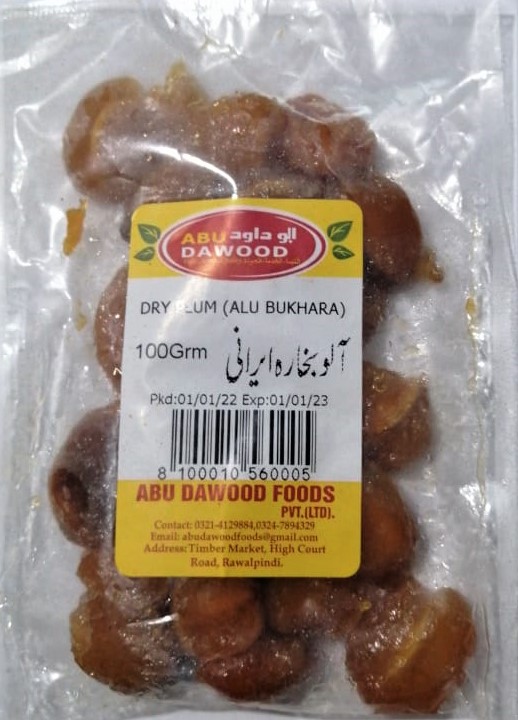 ABU ابو داود
DAWOOD
DRY PLUM (ALU BUKHARA)
100Grm آلو بخارہ ایرانی
Pkd:01/01/22 Exp:01/01/23
8 100010 560005
ABU DAWOOD FOODS
PVT.(LTD).
Contact: 0321-4129884,0324-7894329
Email: abudawoodfoods@gmail.com
Address: Timber Market, High Court
Road, Rawalpindi.